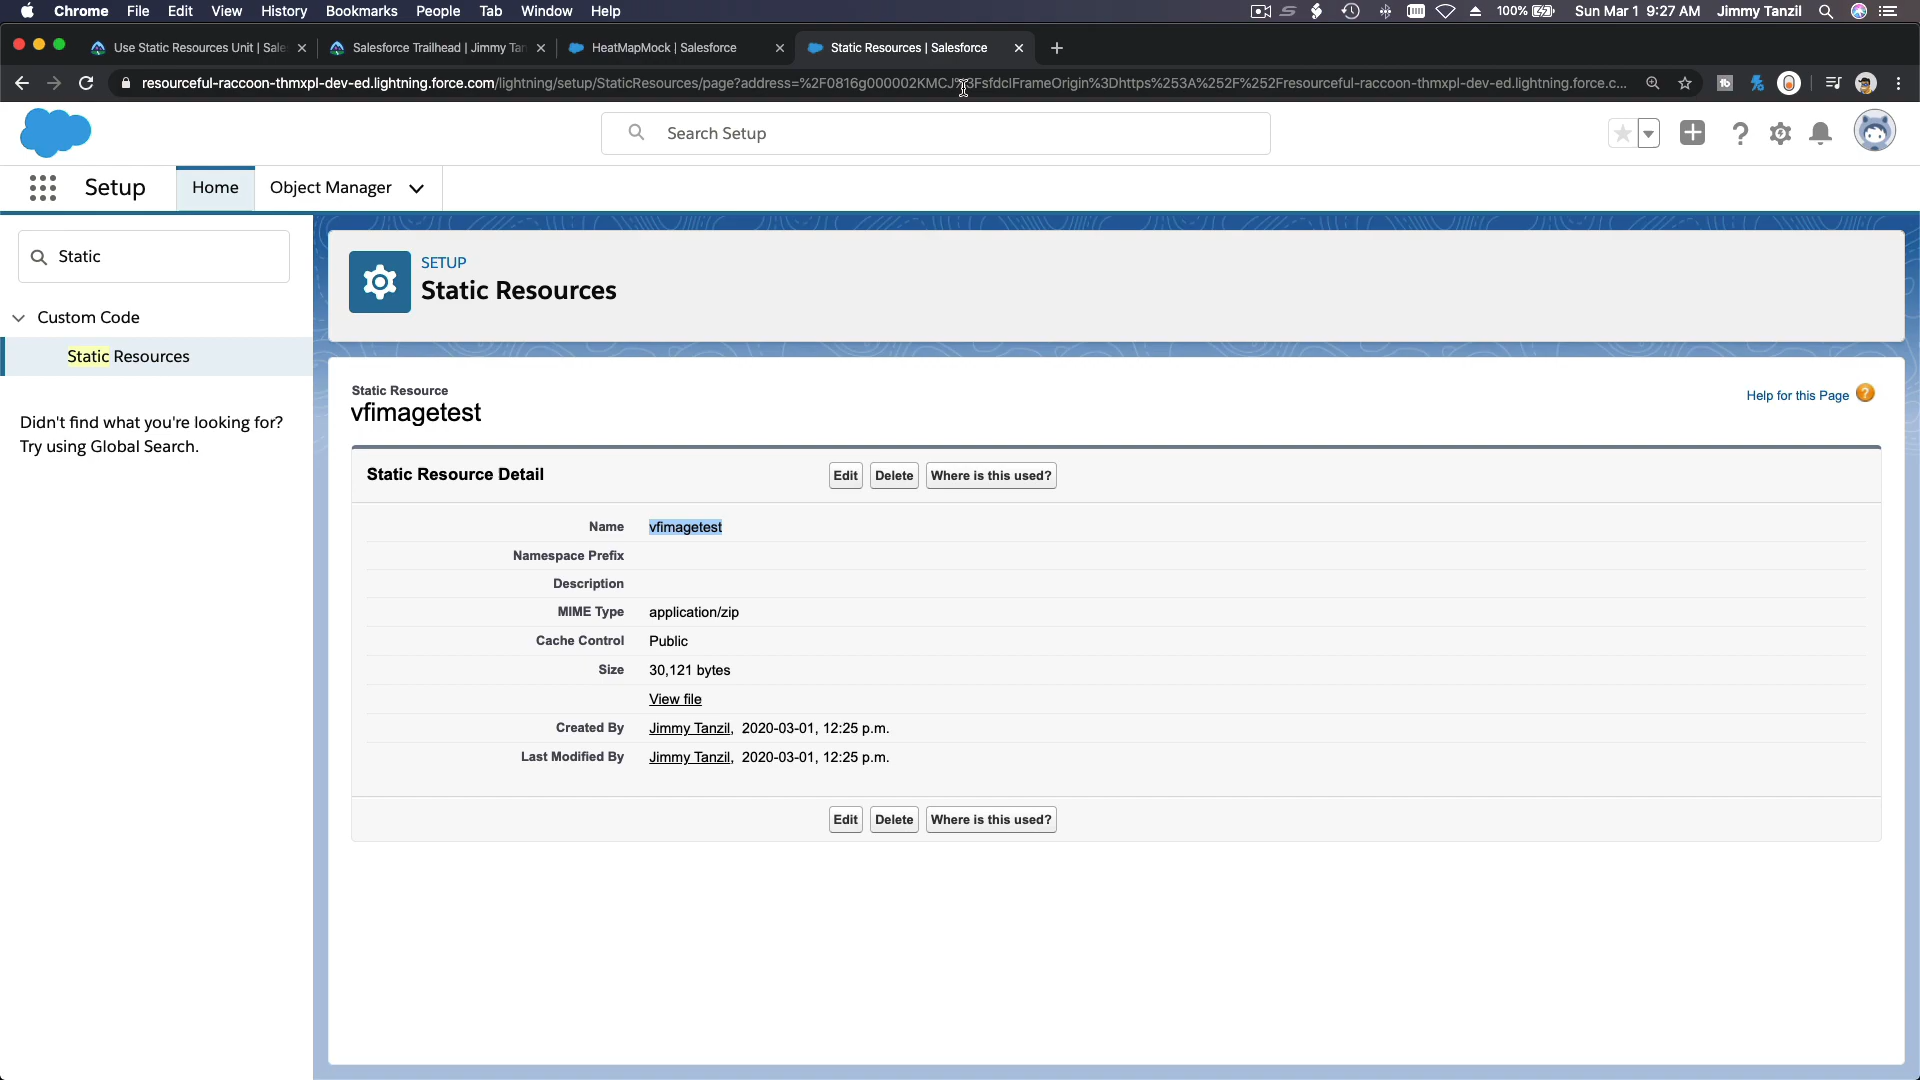 Chrome File Edit View History Bookmarks People Tab Window Help 100% Sun Mar 1 9:27 AM Jimmy Tanzil
Use Static Resources Unit | Sale Salesforce Trailhead | Jimmy Tan HeatMapMock | Salesforce Static Resources | Salesforce
resourceful-raccoon-thmxpl-dev-ed.lightning.force.com/lightning/setup/StaticResources/page?address=%2F0816g000002KMCJ%3FsfdcIFrameOrigin%3Dhttps%253A%252F%252Fresourceful-raccoon-thmxpl-dev-ed.lightning.force.c...
Search Setup
Setup Home Object Manager
Static
Custom Code
Static Resources
Didn't find what you're looking for?
Try using Global Search.
SETUP
Static Resources
Static Resource
vfimagetest
Help for this Page ?
Static Resource Detail Edit Delete Where is this used?
Name vfimagetest
Namespace Prefix
Description
MIME Type application/zip
Cache Control Public
Size 30,121 bytes
View file
Created By Jimmy Tanzil, 2020-03-01, 12:25 p.m.
Last Modified By Jimmy Tanzil, 2020-03-01, 12:25 p.m.
Edit Delete Where is this used?